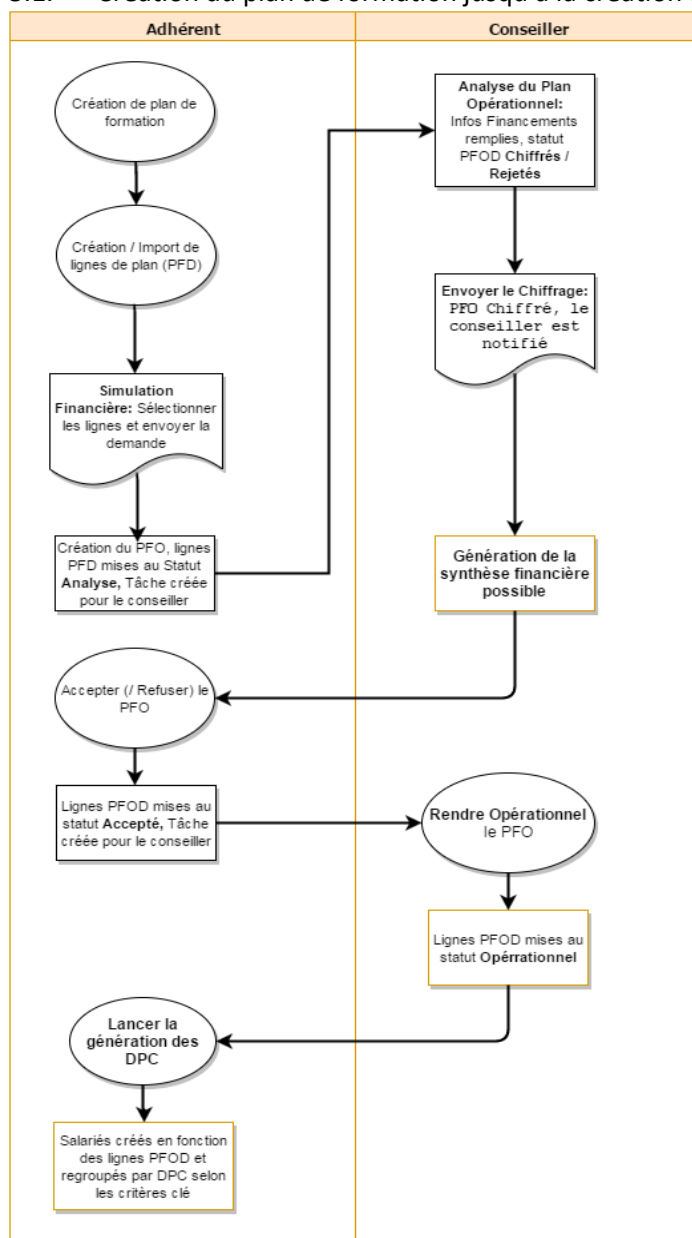 Création du plan de formation jusqu'à la création
Adhérent
Conseiller
Création de plan de
formation
Création / Import de
lignes de plan (PFD)
Simulation
Financière: Sélectionner
les lignes et envoyer la
demande
Création du PFO, lignes
PFD mises au Statut
Analyse, Tâche créée
pour le conseiller
Analyse du Plan
Opérationnel:
Infos Financements
remplies, statut
PFOD Chiffrés /
Rejetés
Envoyer le Chiffrage:
PFO Chiffré, le
conseiller est
notifié
Génération de la
synthèse financière
possible
Accepter (/ Refuser) le
PFO
Lignes PFOD mises au
statut Accepté, Tâche
créée pour le conseiller
Rendre Opérationnel
le PFO
Lignes PFOD mises au
statut Opérrationnel
Lancer la
génération des
DPC
Salariés créés en fonction
des lignes PFOD et
regroupés par DPC selon
les critères clé